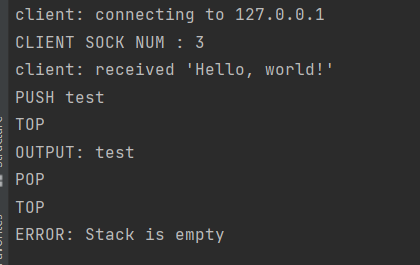 client: connecting to 127.0.0.1
CLIENT SOCK NUM : 3
client: received 'Hello, world!'
PUSH test
TOP
OUTPUT: test
POP
TOP
ERROR: Stack is empty